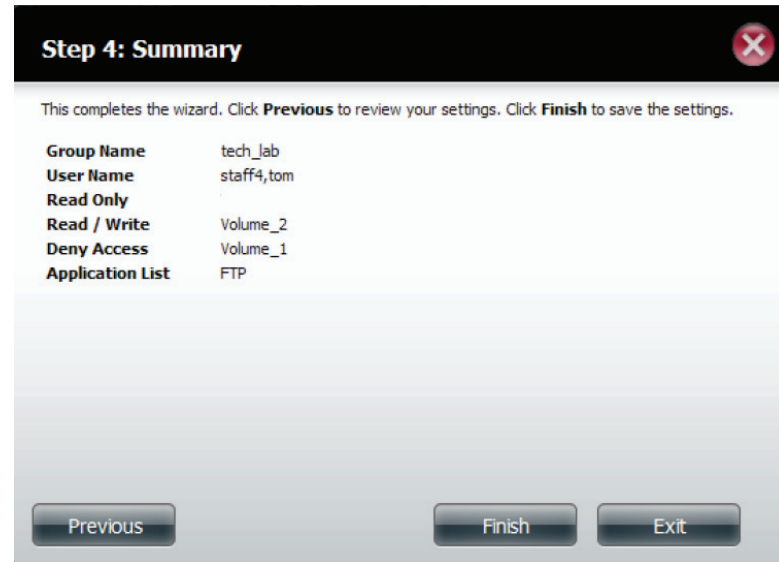 Step 4: Summary
This completes the wizard. Click Previous to review your settings. Click Finish to save the settings.
Group Name tech_lab
User Name staff4,tom
Read Only
Read / Write Volume_2
Deny Access Volume_1
Application List FTP
Previous Finish Exit